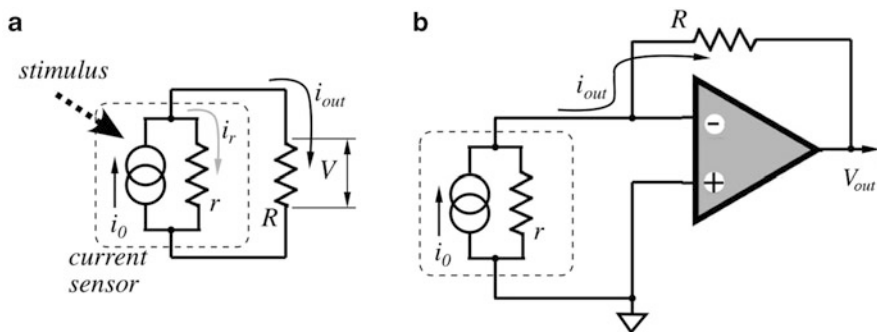 a
stimulus
i_out
i_r
V
i_0
r
R
current
sensor
b
R
i_out
-
+
V_out
i_0
r